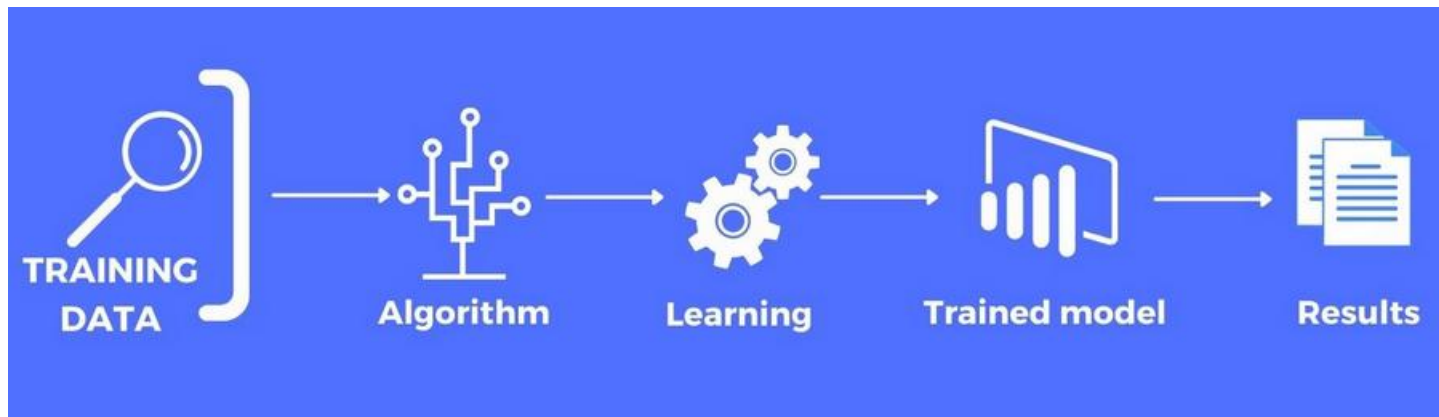 TRAINING
DATA
Algorithm
Learning
Trained model
Results